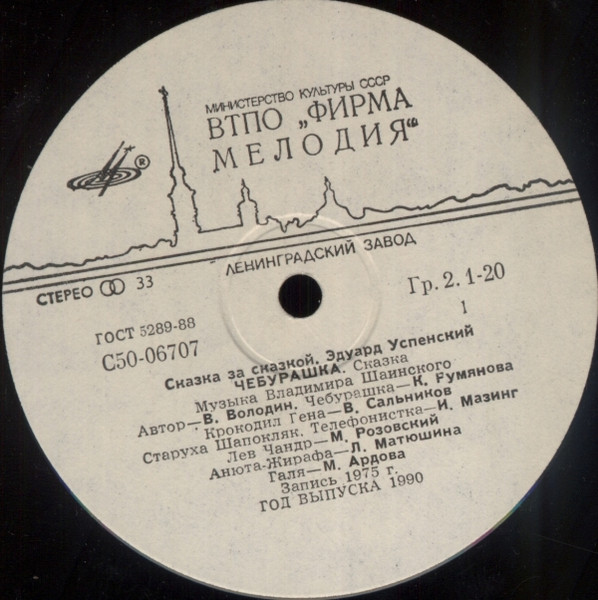 МИНИСТЕРСТВО КУЛЬТУРЫ СССР
ВТПО „ФИРМА
МЕЛОДИЯ“
®
ЛЕНИНГРАДСКИЙ ЗАВОД
СТЕРЕО 33
Гр. 2. 1-20
ГОСТ 5289-88
1
С50-06707
Сказка за сказкой. Эдуард Успенский
ЧЕБУРАШКА. Сказка
Музыка Владимира Шаинского
Автор—В. Володин. Чебурашка—К. Румянова
Крокодил Гена—В. Сальников
Старуха Шапокляк. Телефонистка—И. Мазинг
Лев Чандр—М. Розовский
Анюта-Жирафа—Л. Матюшина
Галя—М. Ардова
Запись 1975 г.
ГОД ВЫПУСКА 1990